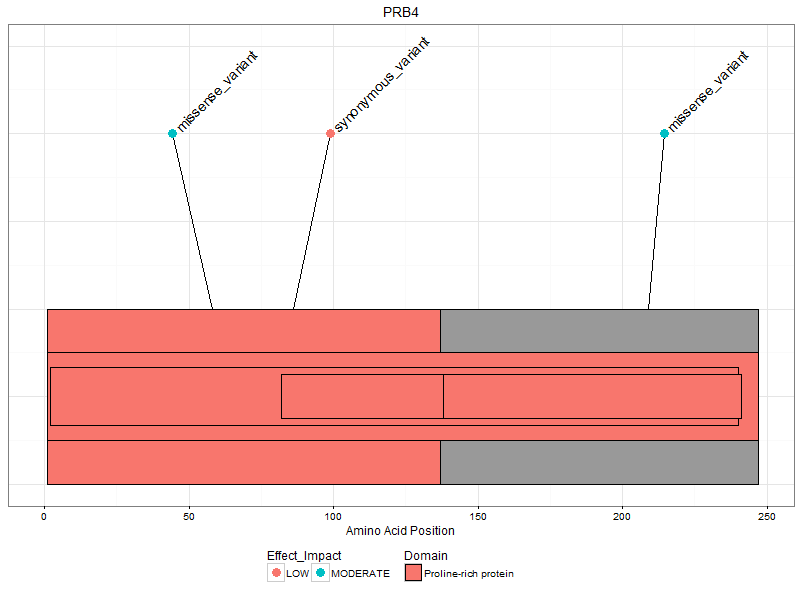 PRB4
missense_variant
synonymous_variant
missense_variant
0 50 100 150 200 250
Amino Acid Position
Effect_Impact
LOW MODERATE
Domain
Proline-rich protein